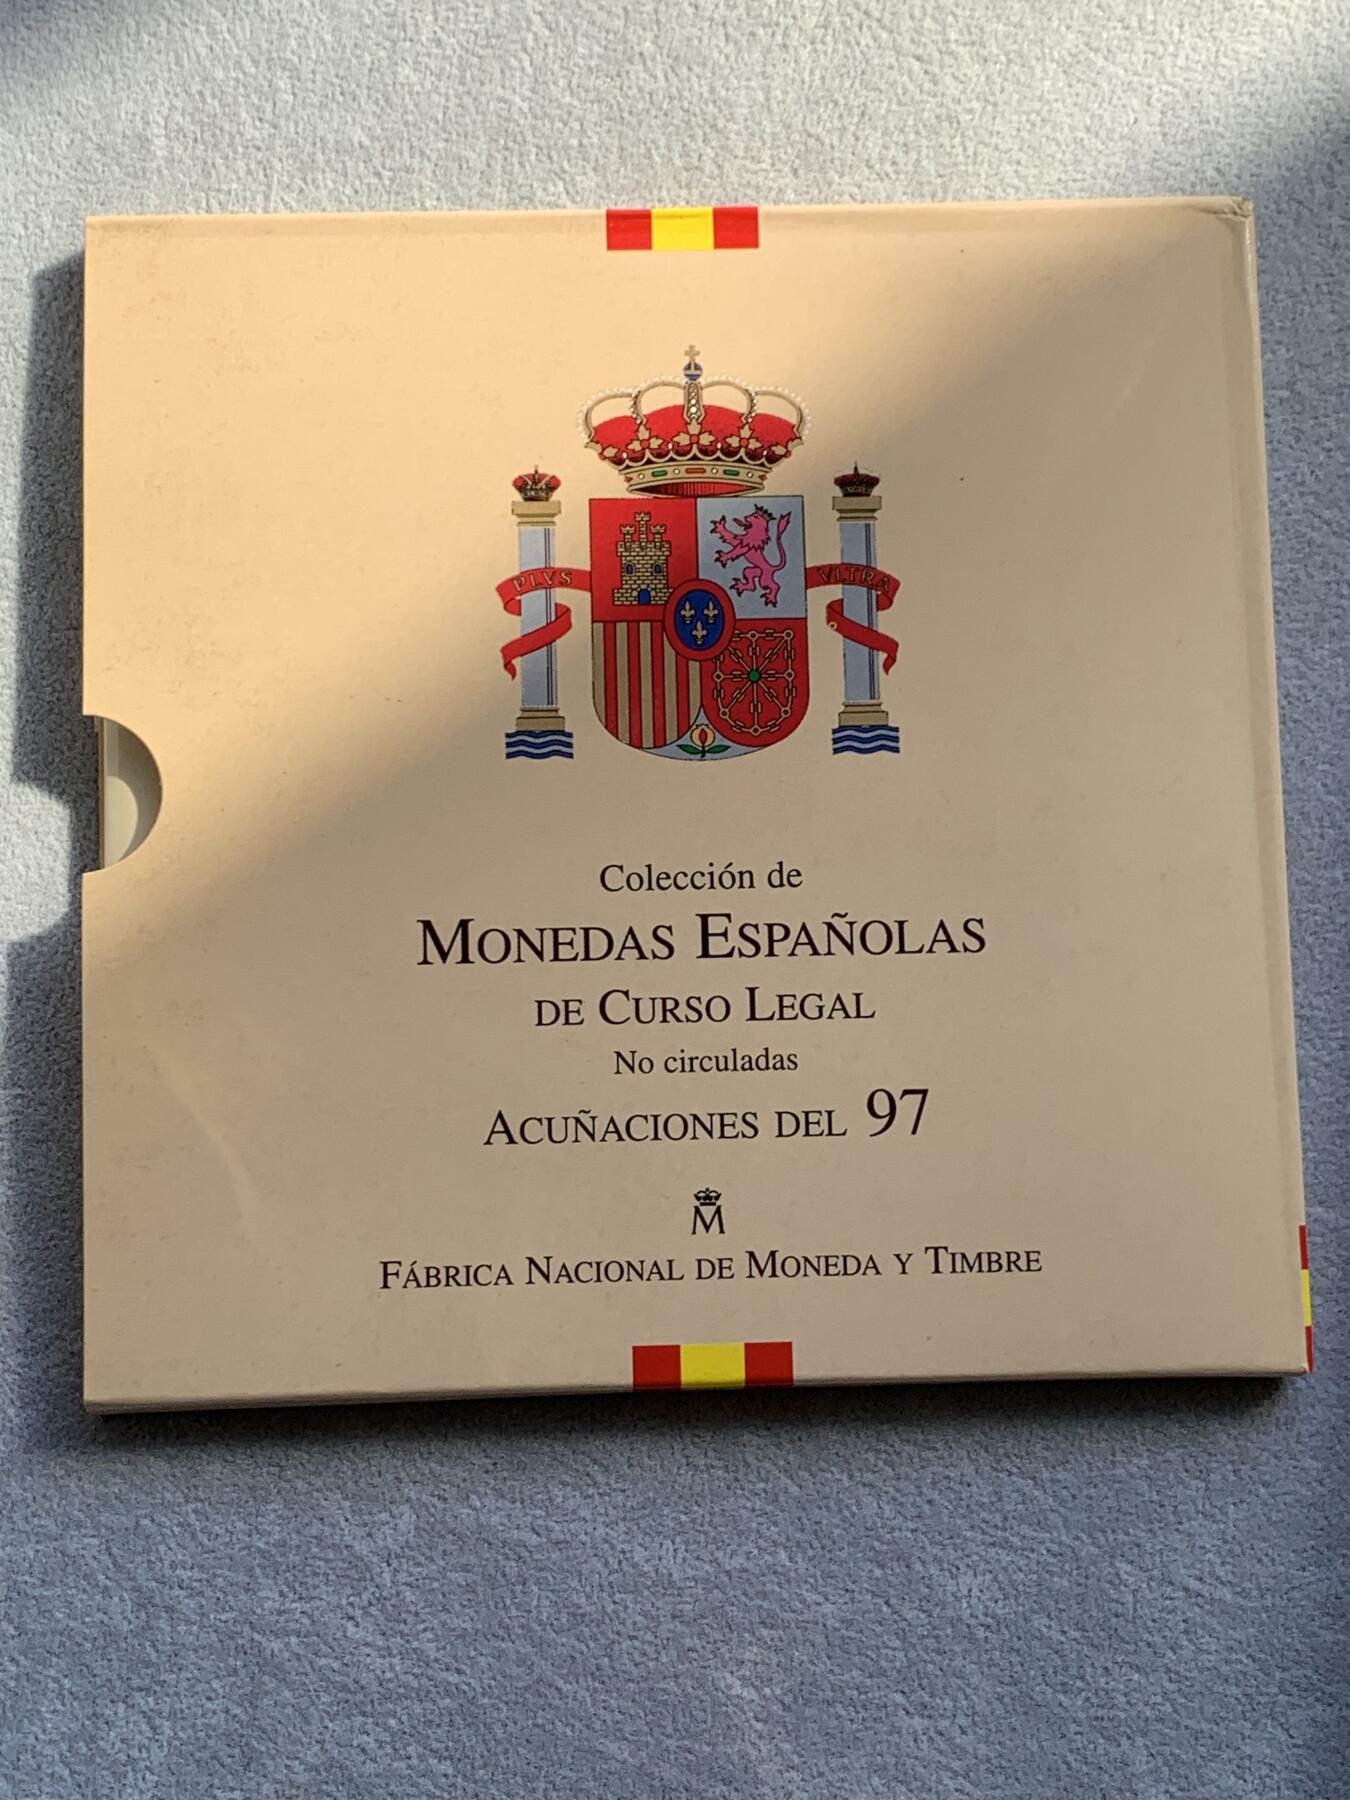 PLVS VLTRA
Colección de
MONEDAS ESPAÑOLAS
DE CURSO LEGAL
No circuladas
ACUÑACIONES DEL 97
M
FÁBRICA NACIONAL DE MONEDA Y TIMBRE